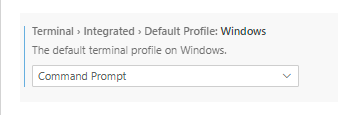 Terminal › Integrated › Default Profile: Windows
The default terminal profile on Windows.
Command Prompt